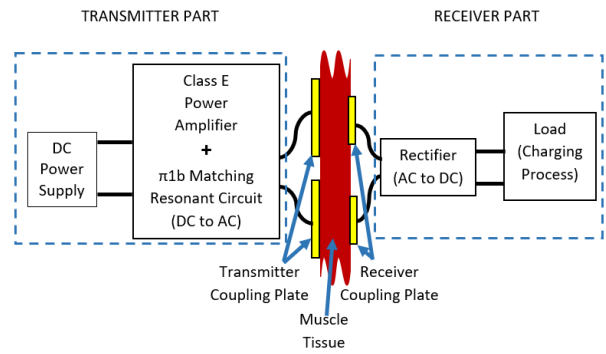 TRANSMITTER PART
RECEIVER PART
DC
Power
Supply
Class E
Power
Amplifier
+
π1b Matching
Resonant Circuit
(DC to AC)
Rectifier
(AC to DC)
Load
(Charging
Process)
Transmitter
Coupling Plate
Receiver
Coupling Plate
Muscle
Tissue